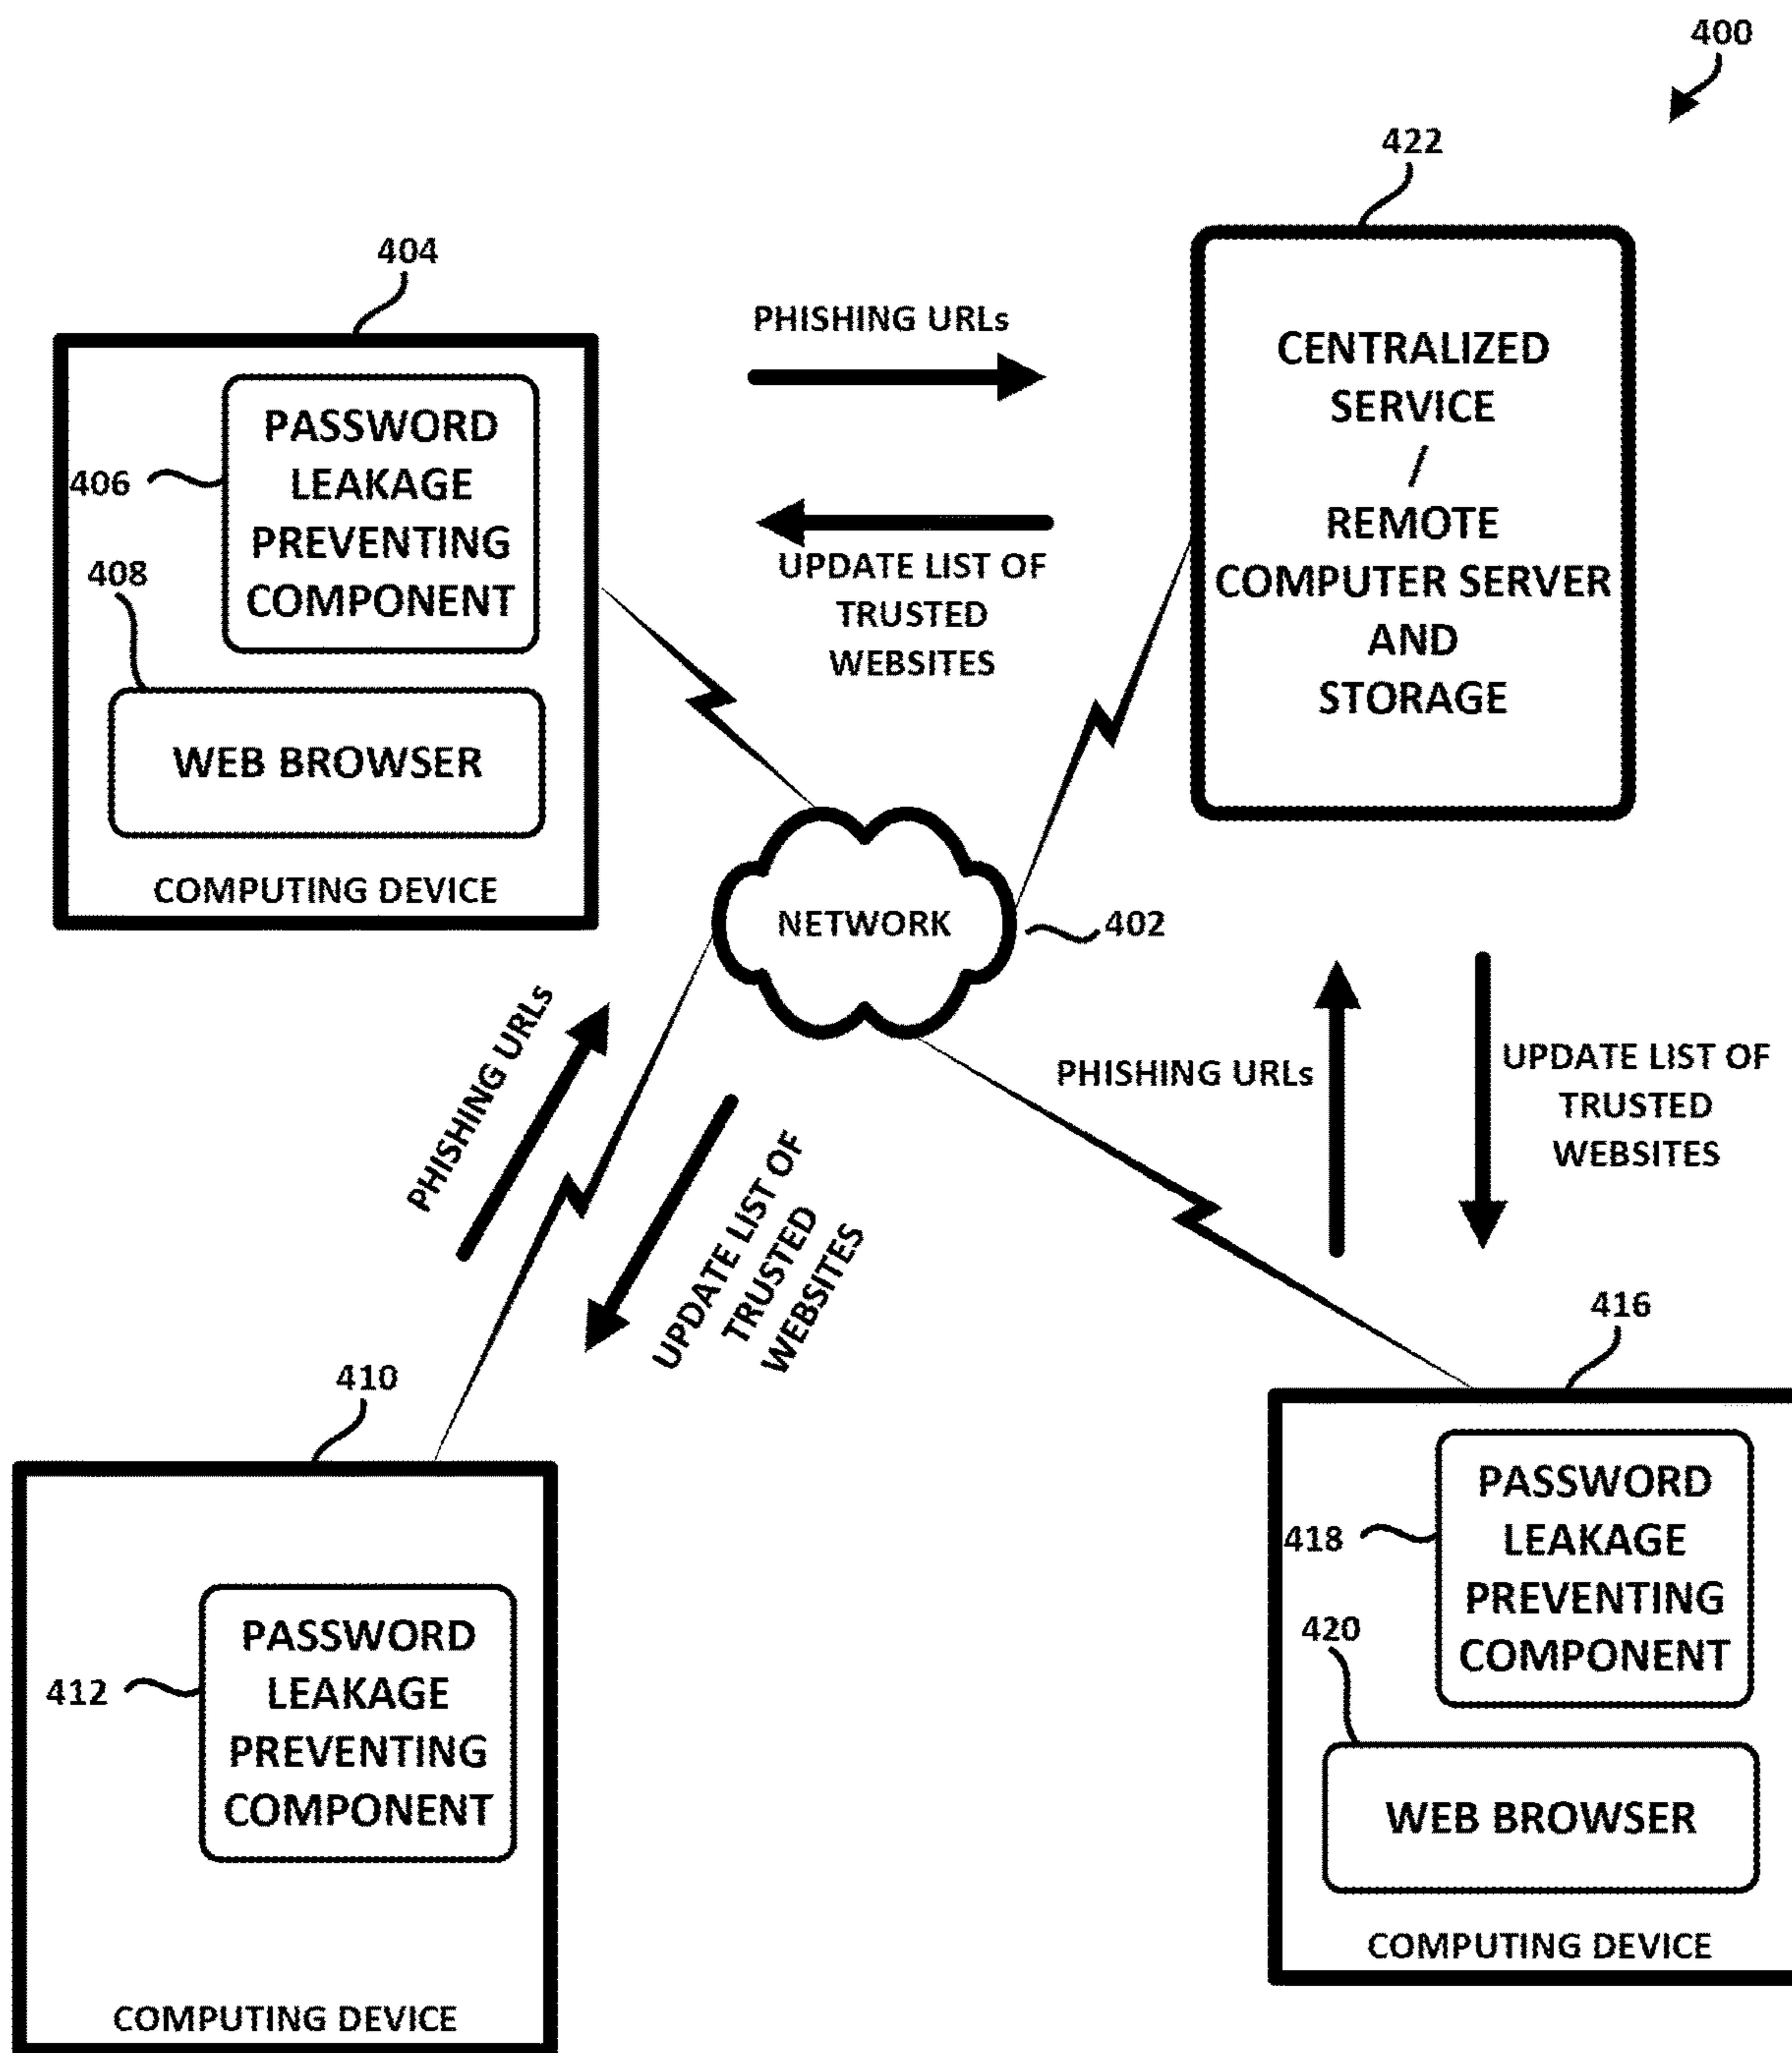 400
422
404
PHISHING URLs
CENTRALIZED
SERVICE
/
REMOTE
COMPUTER SERVER
AND
STORAGE
PASSWORD
LEAKAGE
PREVENTING
COMPONENT
406
408
UPDATE LIST OF
TRUSTED
WEBSITES
WEB BROWSER
COMPUTING DEVICE
NETWORK
402
PHISHING URLs
UPDATE LIST OF
TRUSTED
WEBSITES
PHISHING URLs
UPDATE LIST OF
TRUSTED
WEBSITES
410
416
412
PASSWORD
LEAKAGE
PREVENTING
COMPONENT
COMPUTING DEVICE
418
PASSWORD
LEAKAGE
PREVENTING
COMPONENT
420
WEB BROWSER
COMPUTING DEVICE